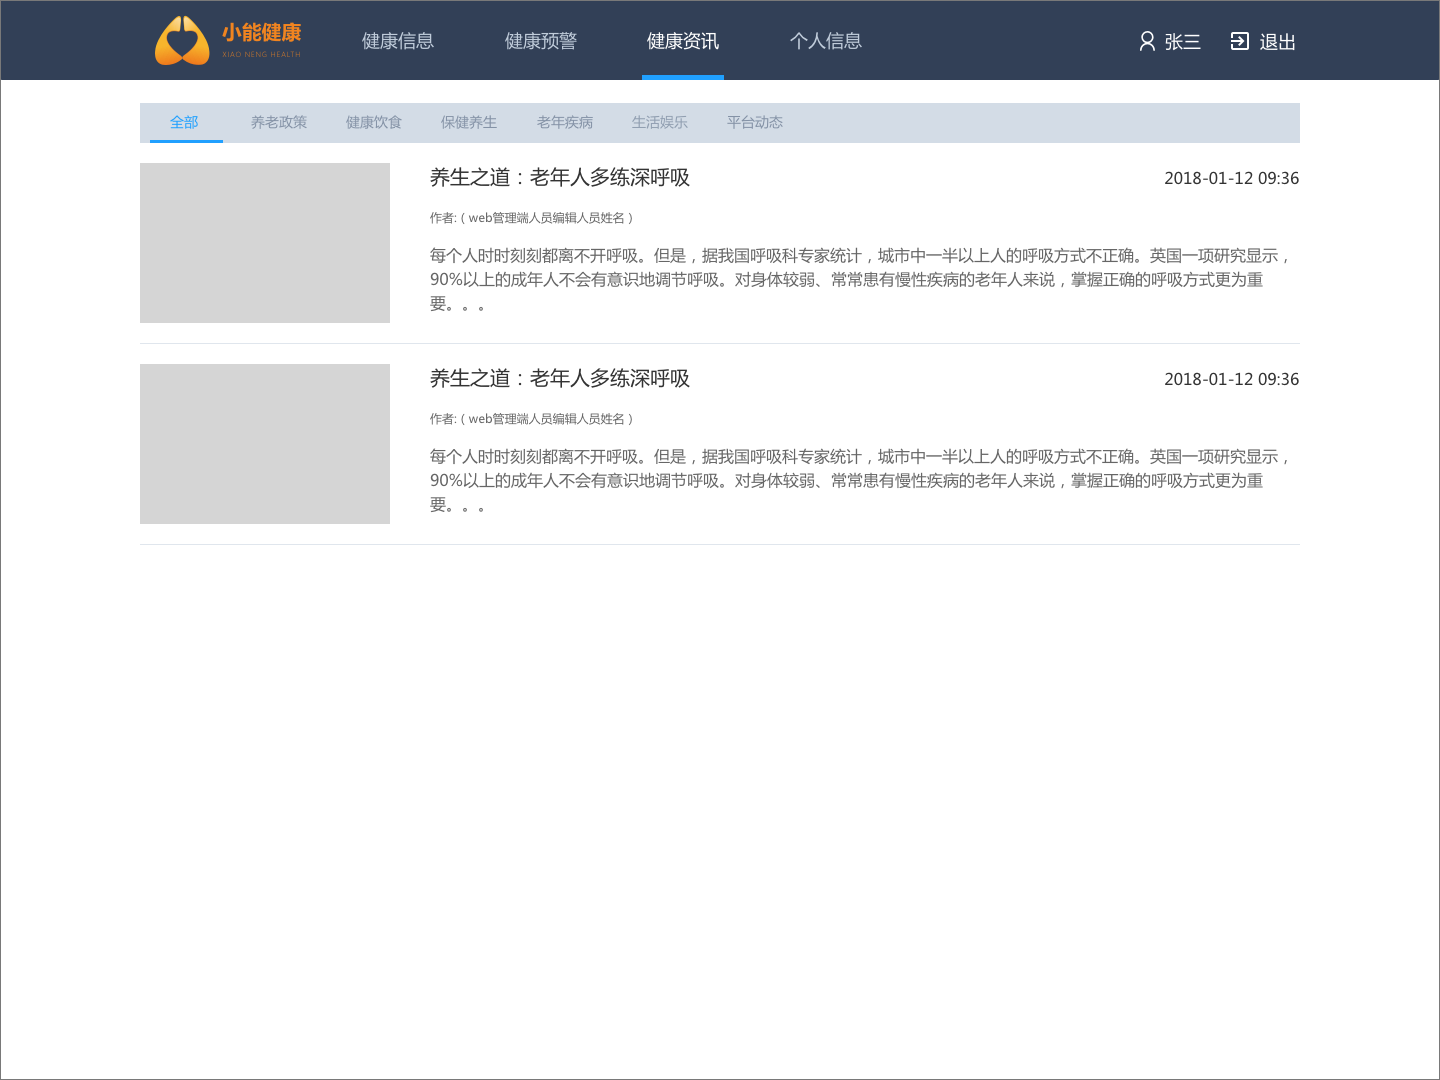 小能健康
XIAO NENG HEALTH
健康信息 健康预警 健康资讯 个人信息 张三 退出
全部 养老政策 健康饮食 保健养生 老年疾病 生活娱乐 平台动态
养生之道：老年人多练深呼吸 2018-01-12 09:36
作者:（web管理端人员编辑人员姓名）
每个人时时刻刻都离不开呼吸。但是，据我国呼吸科专家统计，城市中一半以上人的呼吸方式不正确。英国一项研究显示，
90%以上的成年人不会有意识地调节呼吸。对身体较弱、常常患有慢性疾病的老年人来说，掌握正确的呼吸方式更为重
要。。。
养生之道：老年人多练深呼吸 2018-01-12 09:36
作者:（web管理端人员编辑人员姓名）
每个人时时刻刻都离不开呼吸。但是，据我国呼吸科专家统计，城市中一半以上人的呼吸方式不正确。英国一项研究显示，
90%以上的成年人不会有意识地调节呼吸。对身体较弱、常常患有慢性疾病的老年人来说，掌握正确的呼吸方式更为重
要。。。